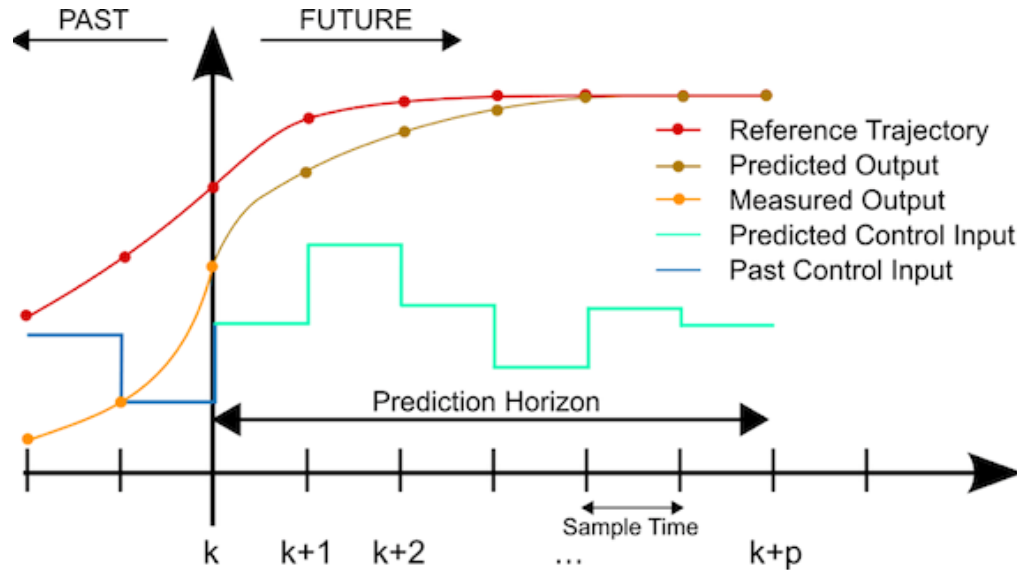 PAST
FUTURE
Reference Trajectory
Predicted Output
Measured Output
Predicted Control Input
Past Control Input
Prediction Horizon
Sample Time
k
k+1
k+2
...
k+p